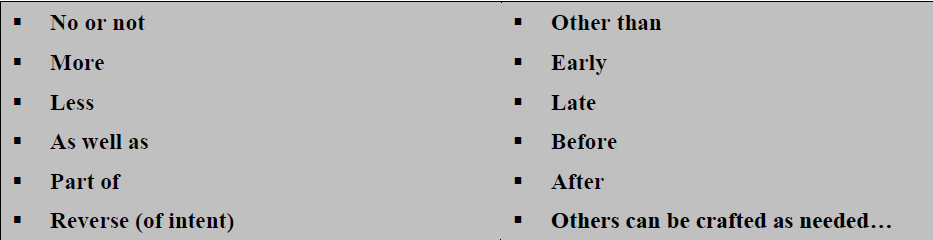 ▪ No or not
▪ More
▪ Less
▪ As well as
▪ Part of
▪ Reverse (of intent)
▪ Other than
▪ Early
▪ Late
▪ Before
▪ After
▪ Others can be crafted as needed…